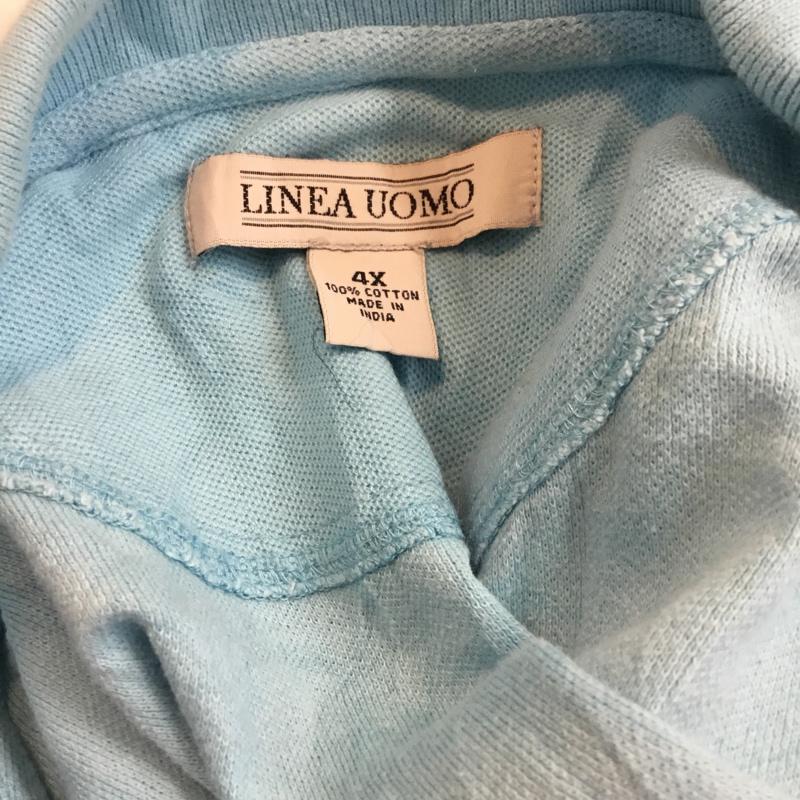 LINEA UOMO
4X
100% COTTON
MADE IN
INDIA